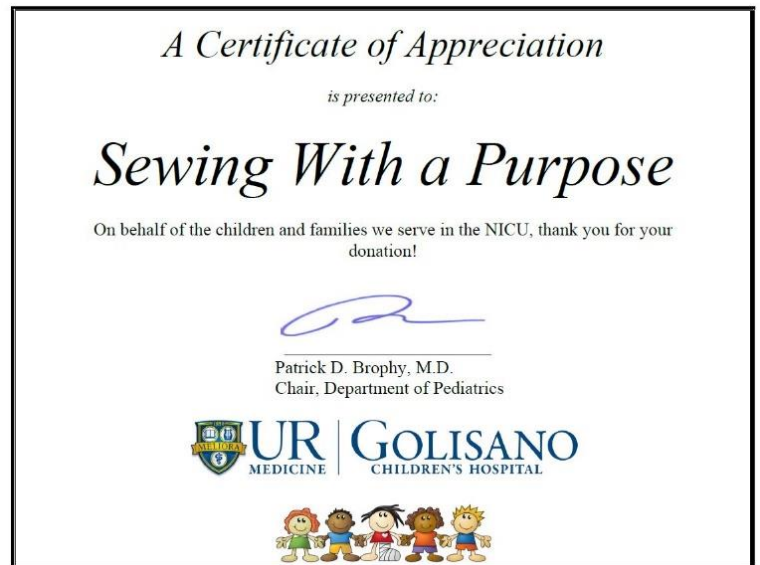 A Certificate of Appreciation
is presented to:
Sewing With a Purpose
On behalf of the children and families we serve in the NICU, thank you for your
donation!
Patrick D. Brophy, M.D.
Chair, Department of Pediatrics
MELIORA
UR | GOLISANO
MEDICINE CHILDREN'S HOSPITAL